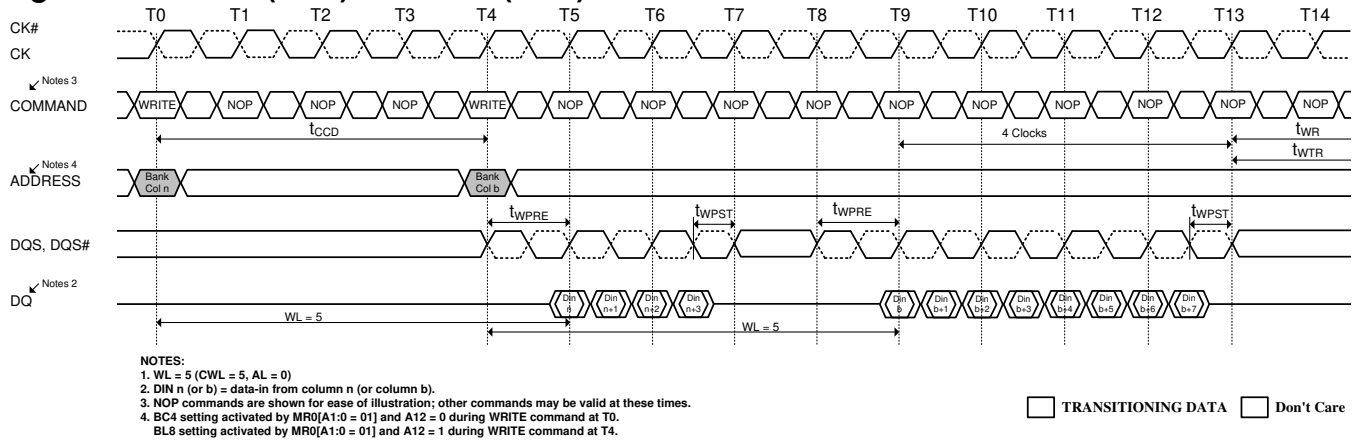 T0 T1 T2 T3 T4 T5 T6 T7 T8 T9 T10 T11 T12 T13 T14
CK#
CK
Notes 3
COMMAND WRITE NOP NOP NOP WRITE NOP NOP NOP NOP NOP NOP NOP NOP NOP NOP
tCCD 4 Clocks tWR
tWTR
Notes 4
ADDRESS
Bank Bank
Col n Col b
tWPRE tWPST tWPRE tWPST
DQS, DQS#
Notes 2
DQ
Din Din Din Din Din Din Din Din Din Din Din Din
n n+1 n+2 n+3 b b+1 b+2 b+3 b+4 b+5 b+6 b+7
WL = 5 WL = 5
NOTES:
1. WL = 5 (CWL = 5, AL = 0)
2. DIN n (or b) = data-in from column n (or column b).
3. NOP commands are shown for ease of illustration; other commands may be valid at these times.
4. BC4 setting activated by MR0[A1:0 = 01] and A12 = 0 during WRITE command at T0.
BL8 setting activated by MR0[A1:0 = 01] and A12 = 1 during WRITE command at T4.
TRANSITIONING DATA Don't Care